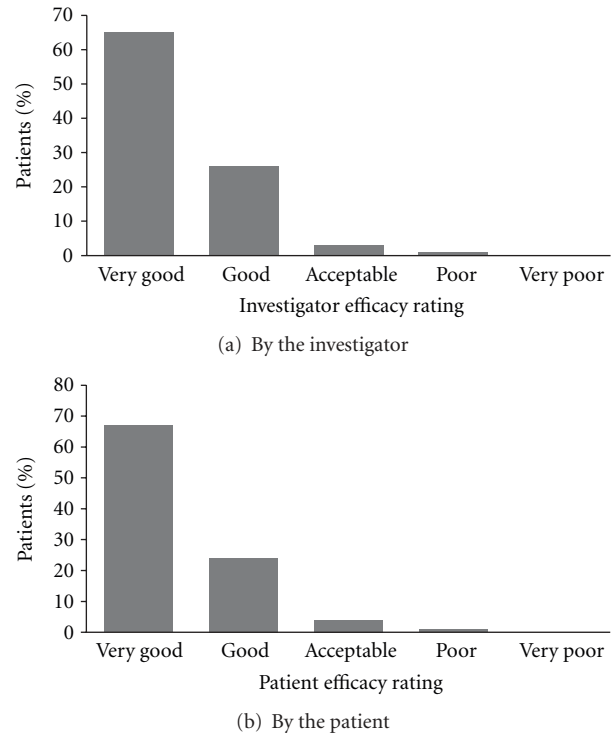 70
60
50
40
30
20
10
0
Patients (%)
Very good Good Acceptable Poor Very poor
Investigator efficacy rating
(a) By the investigator
80
70
60
50
40
30
20
10
0
Patients (%)
Very good Good Acceptable Poor Very poor
Patient efficacy rating
(b) By the patient